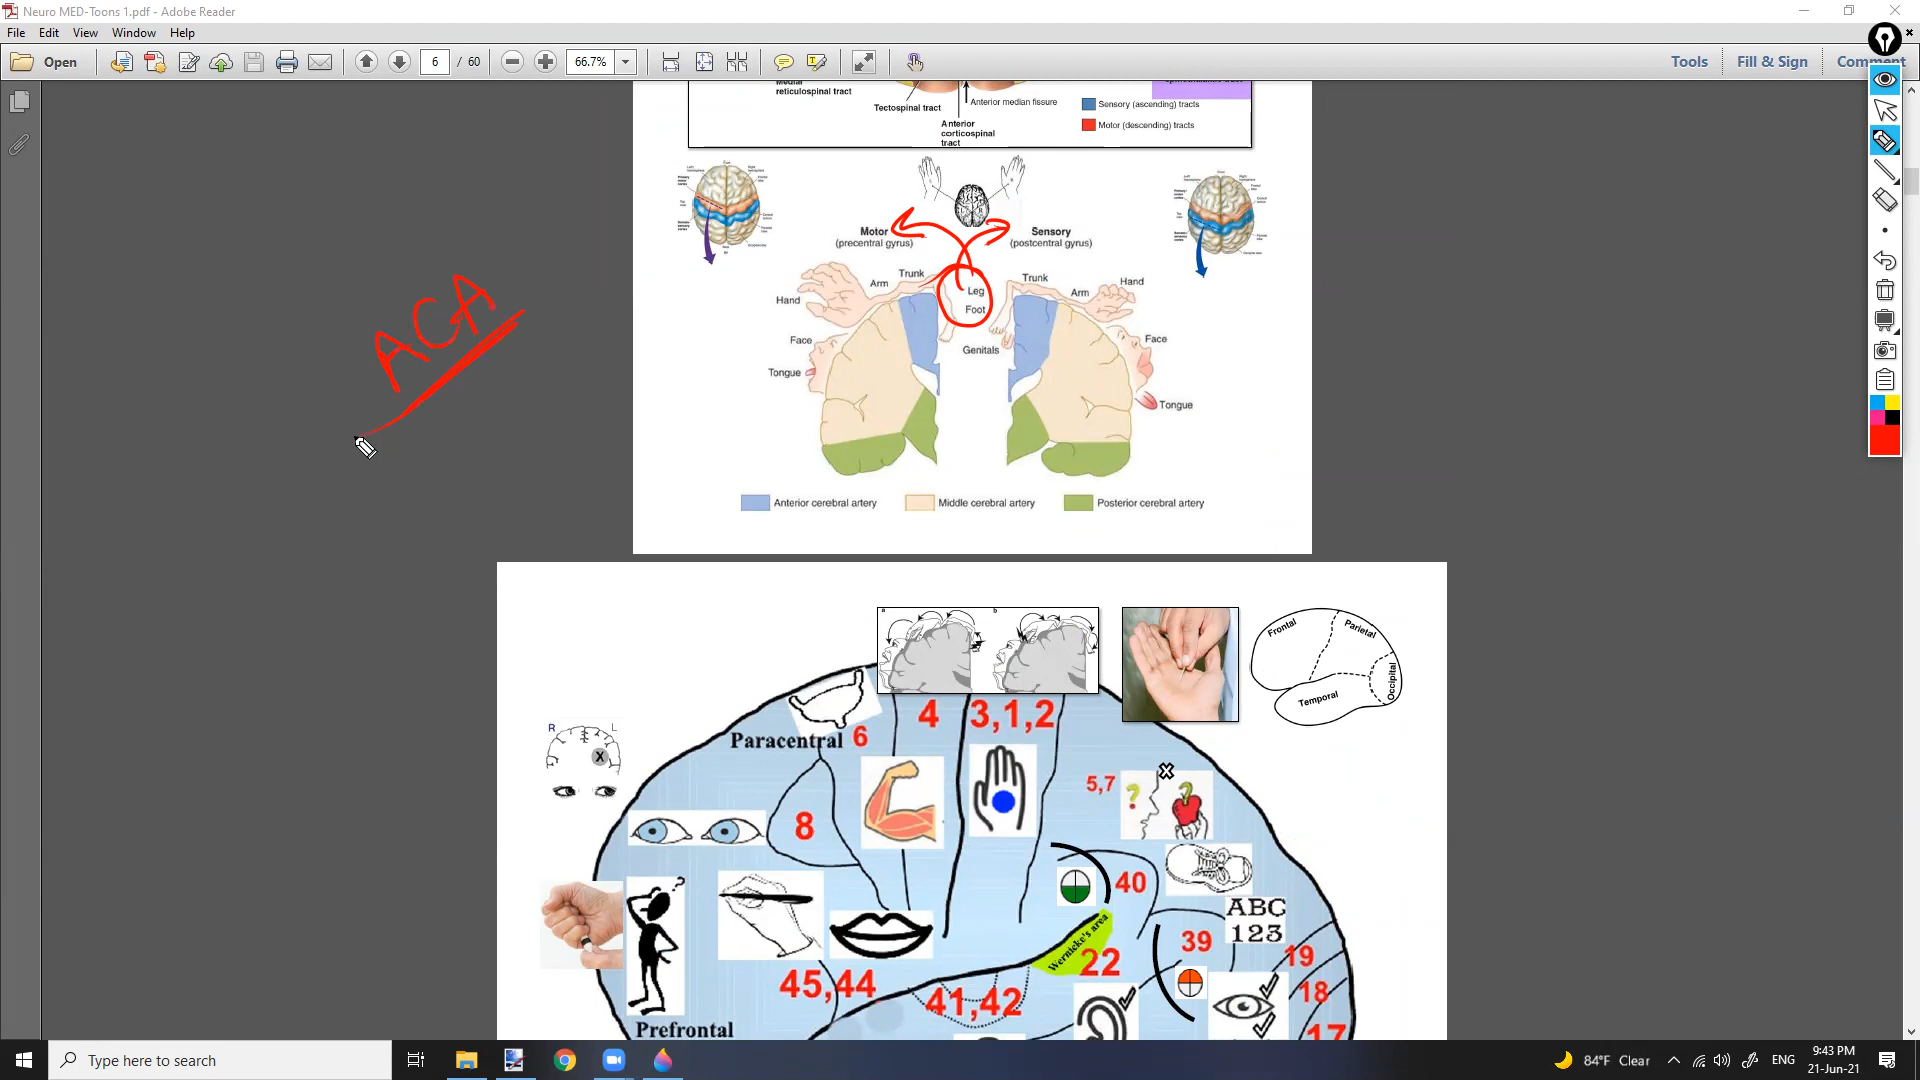 Neuro MED-Toons 1.pdf - Adobe Reader
File Edit View Window Help
Open 6 / 60 66.7% Tools Fill & Sign Comment
reticulospinal tract
Tectospinal tract
Anterior median fissure
Anterior
corticospinal
tract
Sensory (ascending) tracts
Motor (descending) tracts
Motor
(precentral gyrus)
Sensory
(postcentral gyrus)
Trunk
Arm
Hand
Face
Tongue
Leg
Foot
Genitals
Trunk
Arm
Hand
Face
Tongue
ACA
Anterior cerebral artery Middle cerebral artery Posterior cerebral artery
a b
Frontal
Parietal
Temporal
Occipital
R L
X
Paracentral 6
4
3,1,2
5,7
? ?
8
40
ABC
123
39
19
18
17
Wernicke's area
22
45,44
41,42
?
Prefrontal
Type here to search
84°F Clear
ENG
9:43 PM
21-Jun-21